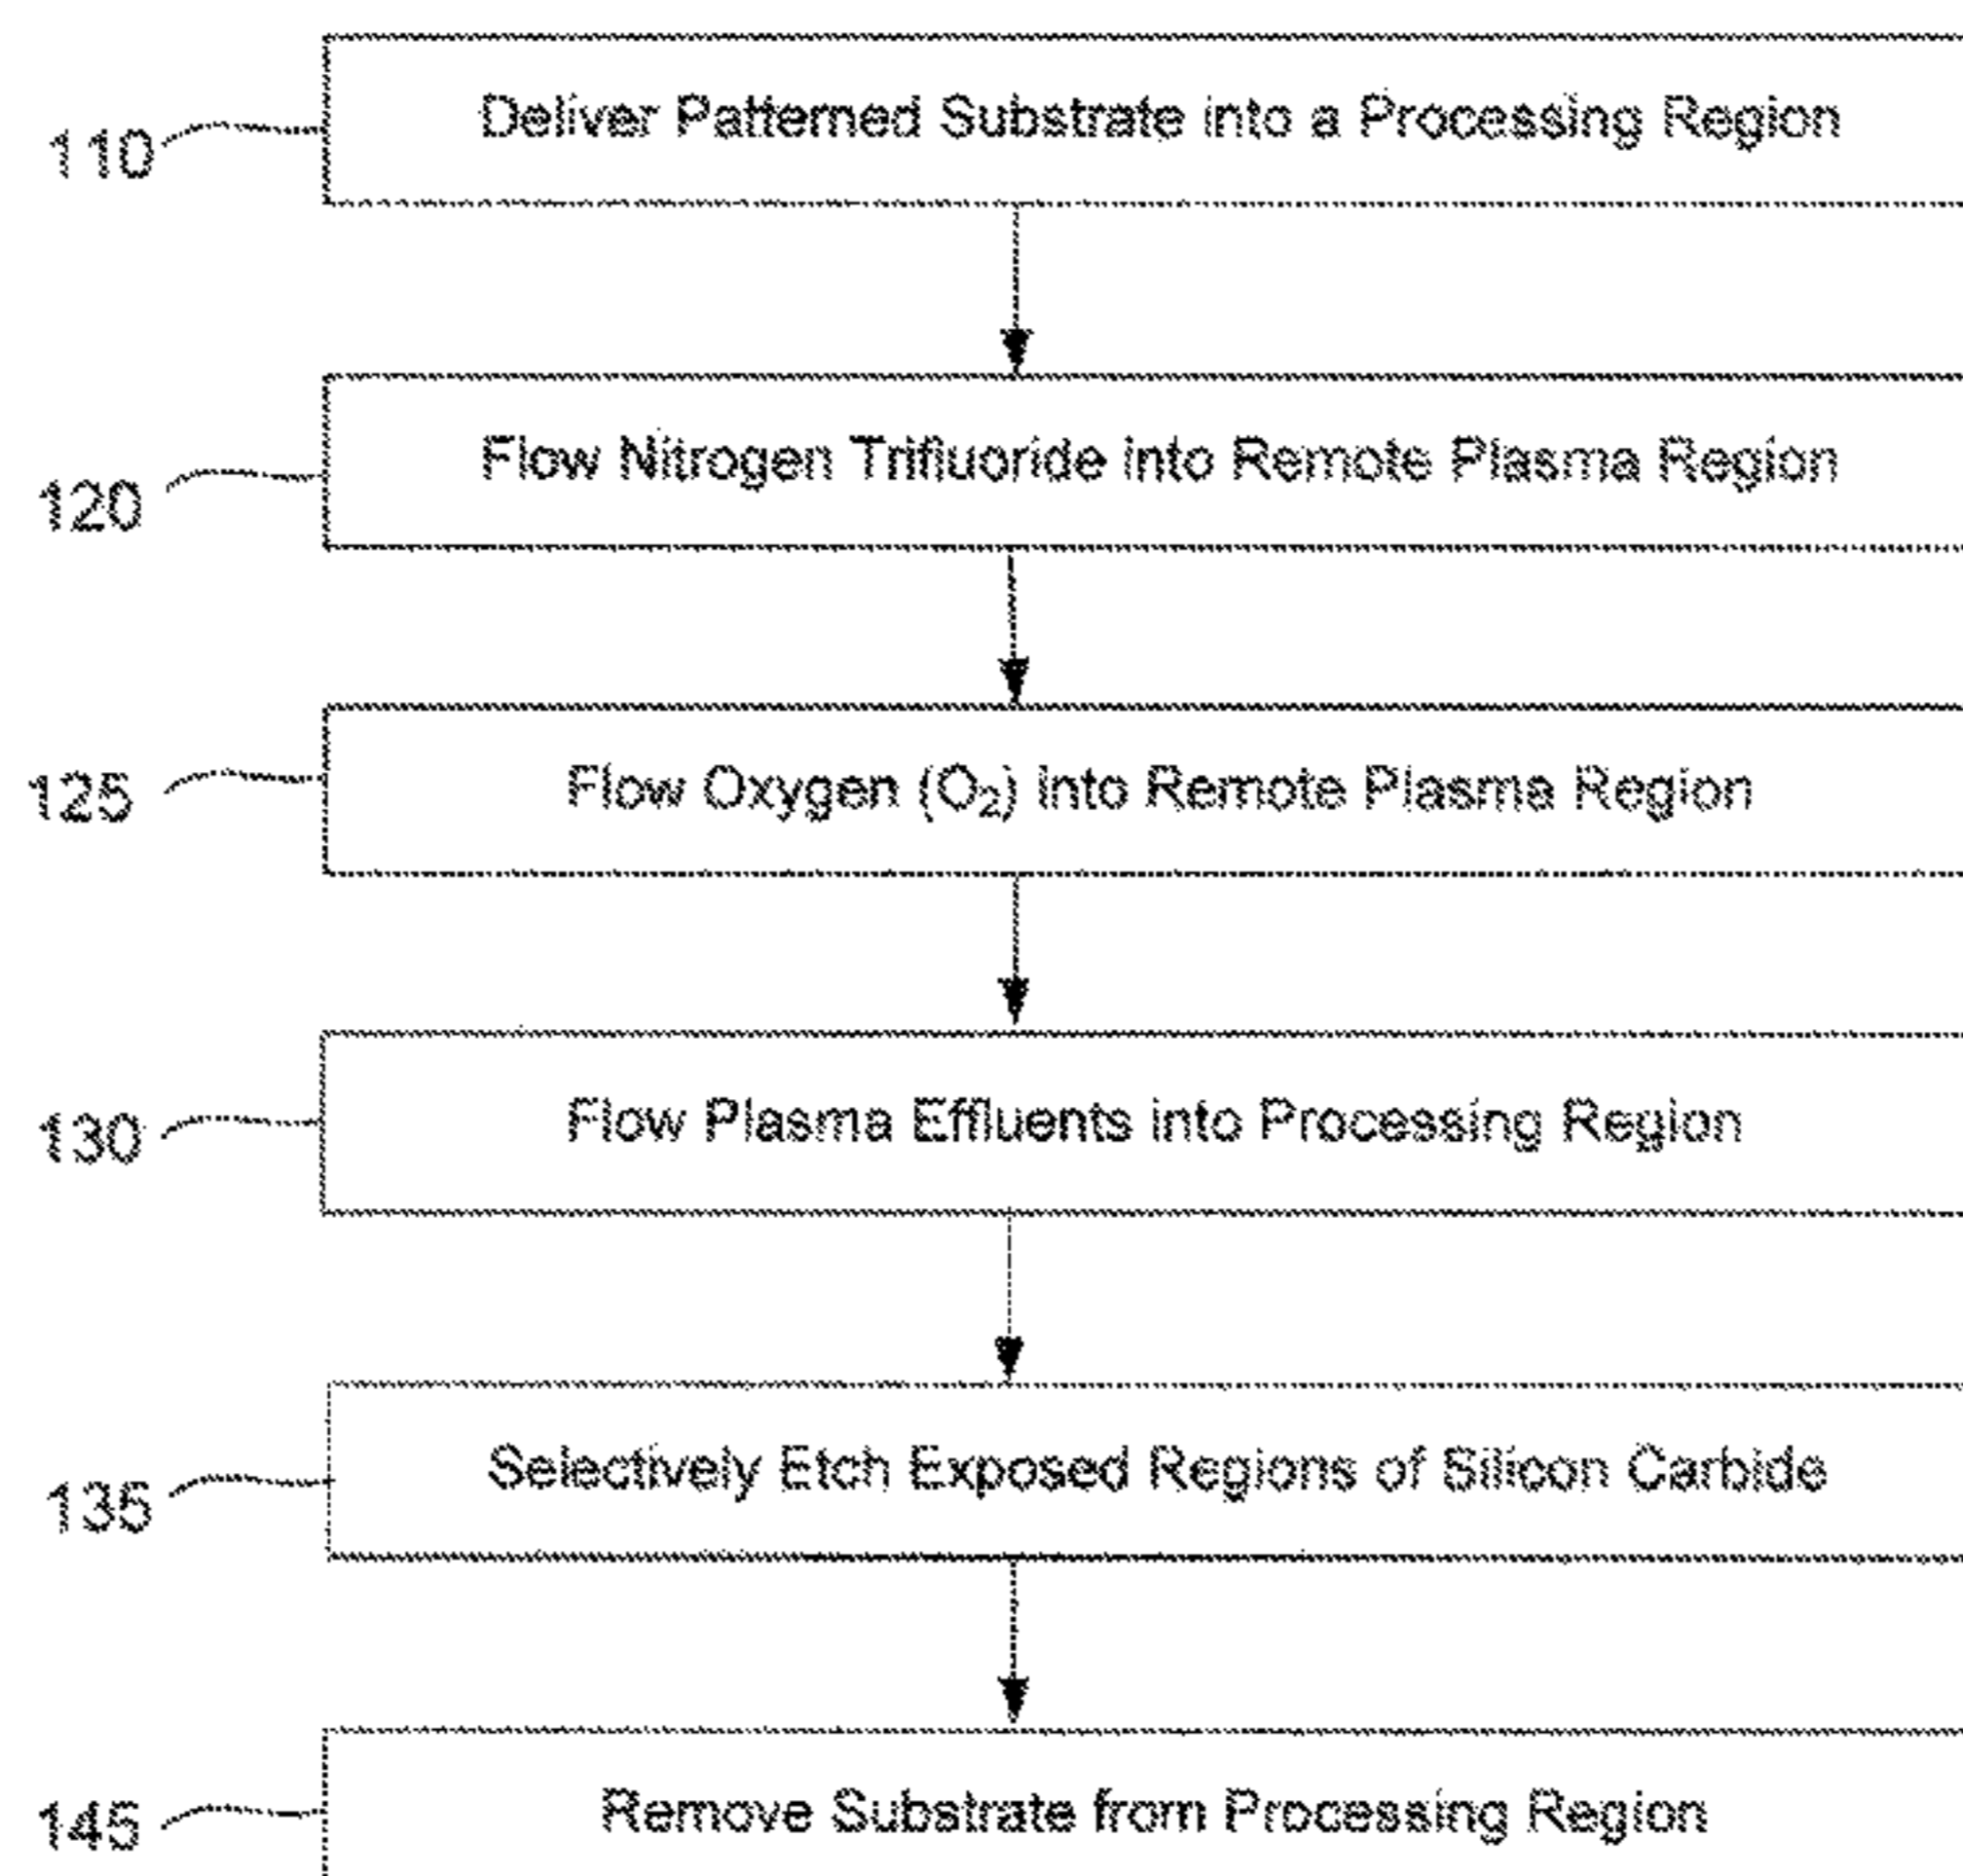 110 Deliver Patterned Substrate into a Processing Region
120 Flow Nitrogen Trifluoride into Remote Plasma Region
125 Flow Oxygen (O₂) into Remote Plasma Region
130 Flow Plasma Effluents into Processing Region
135 Selectively Etch Exposed Regions of Silicon Carbide
145 Remove Substrate from Processing Region